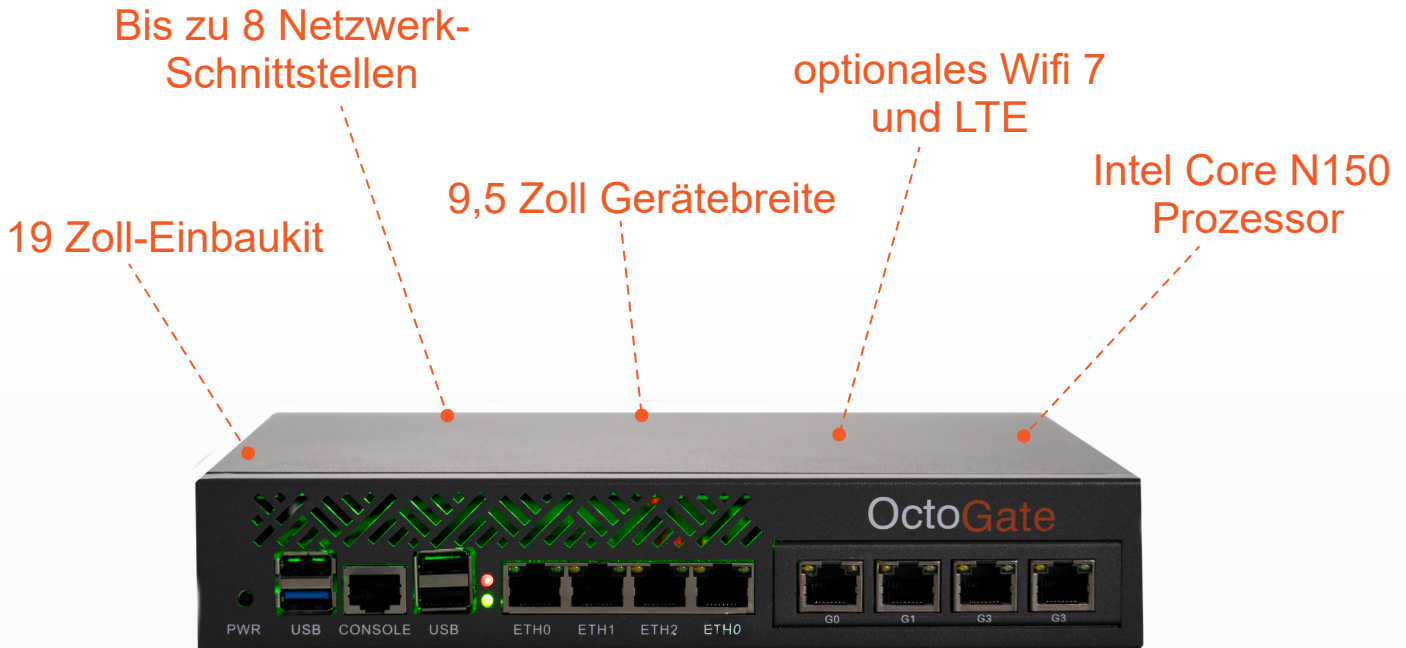 Bis zu 8 Netzwerk-
Schnittstellen
optionales Wifi 7
und LTE
Intel Core N150
Prozessor
9,5 Zoll Gerätebreite
19 Zoll-Einbaukit
OctoGate
G0 G1 G3 G3
PWR USB CONSOLE USB ETH0 ETH1 ETH2 ETH0